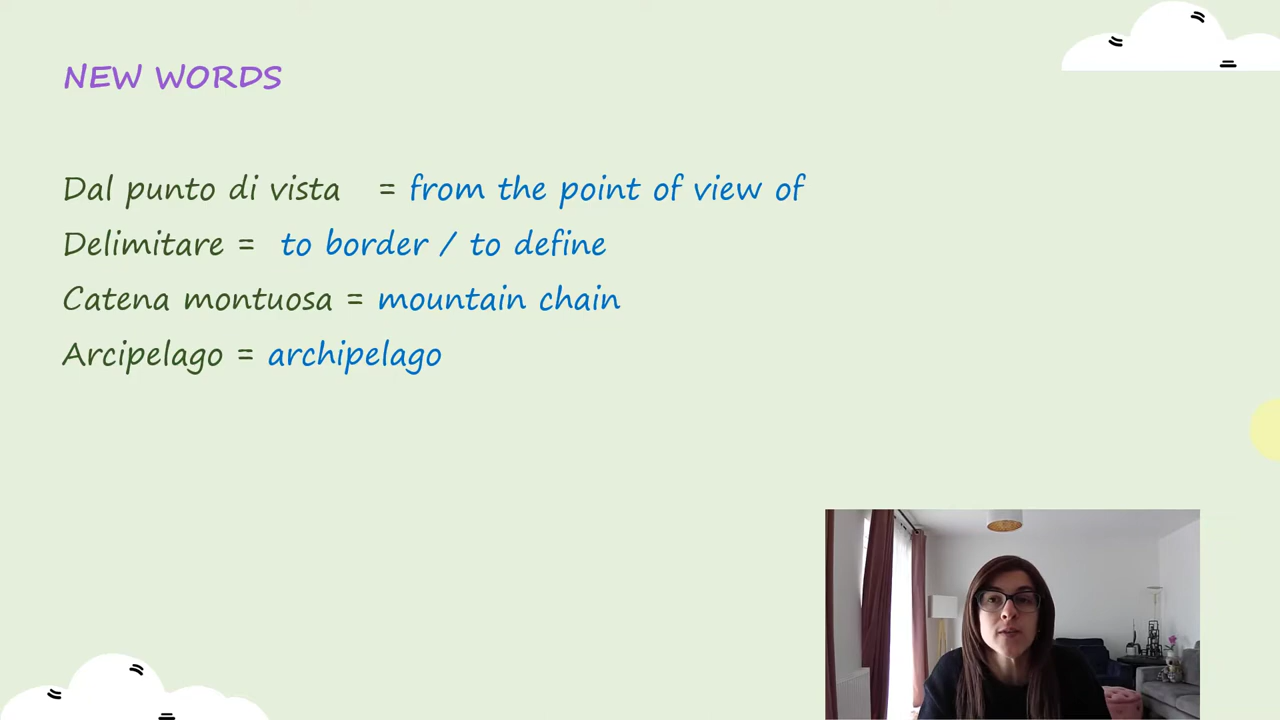 NEW WORDS
Dal punto di vista = from the point of view of
Delimitare = to border / to define
Catena montuosa = mountain chain
Arcipelago = archipelago